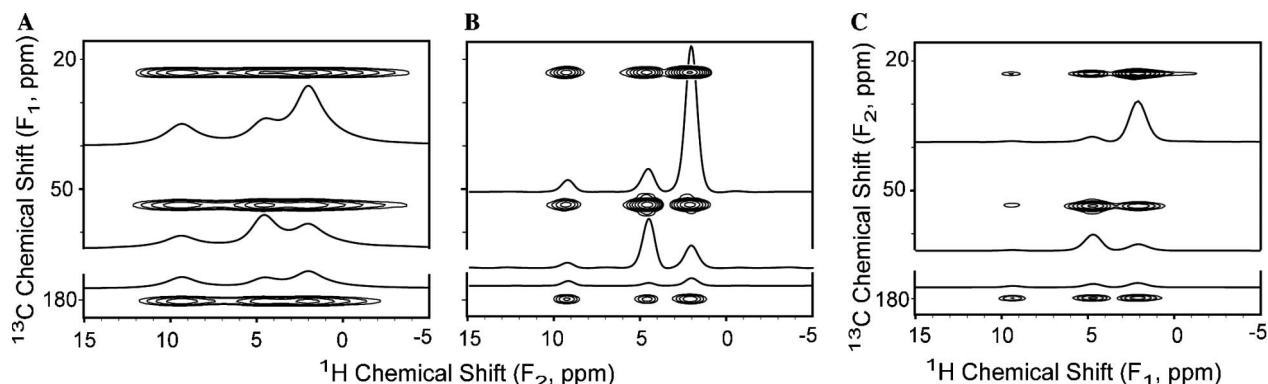 A
B
C
¹³C Chemical Shift (F₁, ppm)
20
50
180
15 10 5 0 -5
15 10 5 0 -5
¹H Chemical Shift (F₂, ppm)
¹³C Chemical Shift (F₂, ppm)
20
50
180
15 10 5 0 -5
¹H Chemical Shift (F₁, ppm)